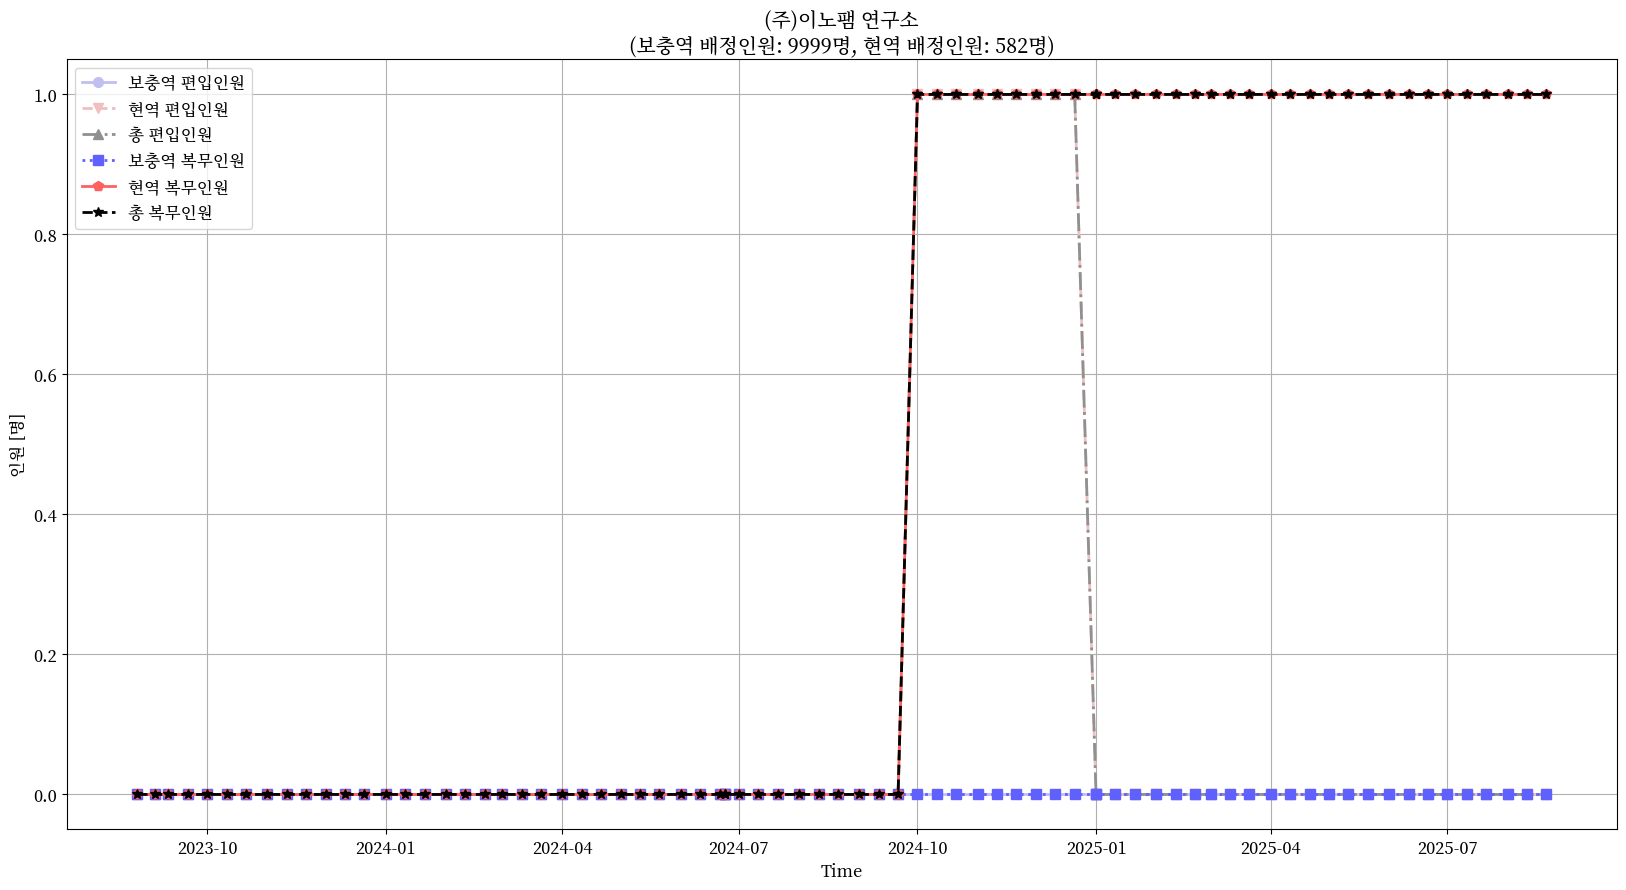 (주)이노팸 연구소
(보충역 배정인원: 9999명, 현역 배정인원: 582명)
보충역 편입인원
현역 편입인원
총 편입인원
보충역 복무인원
현역 복무인원
총 복무인원
1.0
0.8
0.6
0.4
0.2
0.0
인원 [명]
2023-10
2024-01
2024-04
2024-07
2024-10
2025-01
2025-04
2025-07
Time